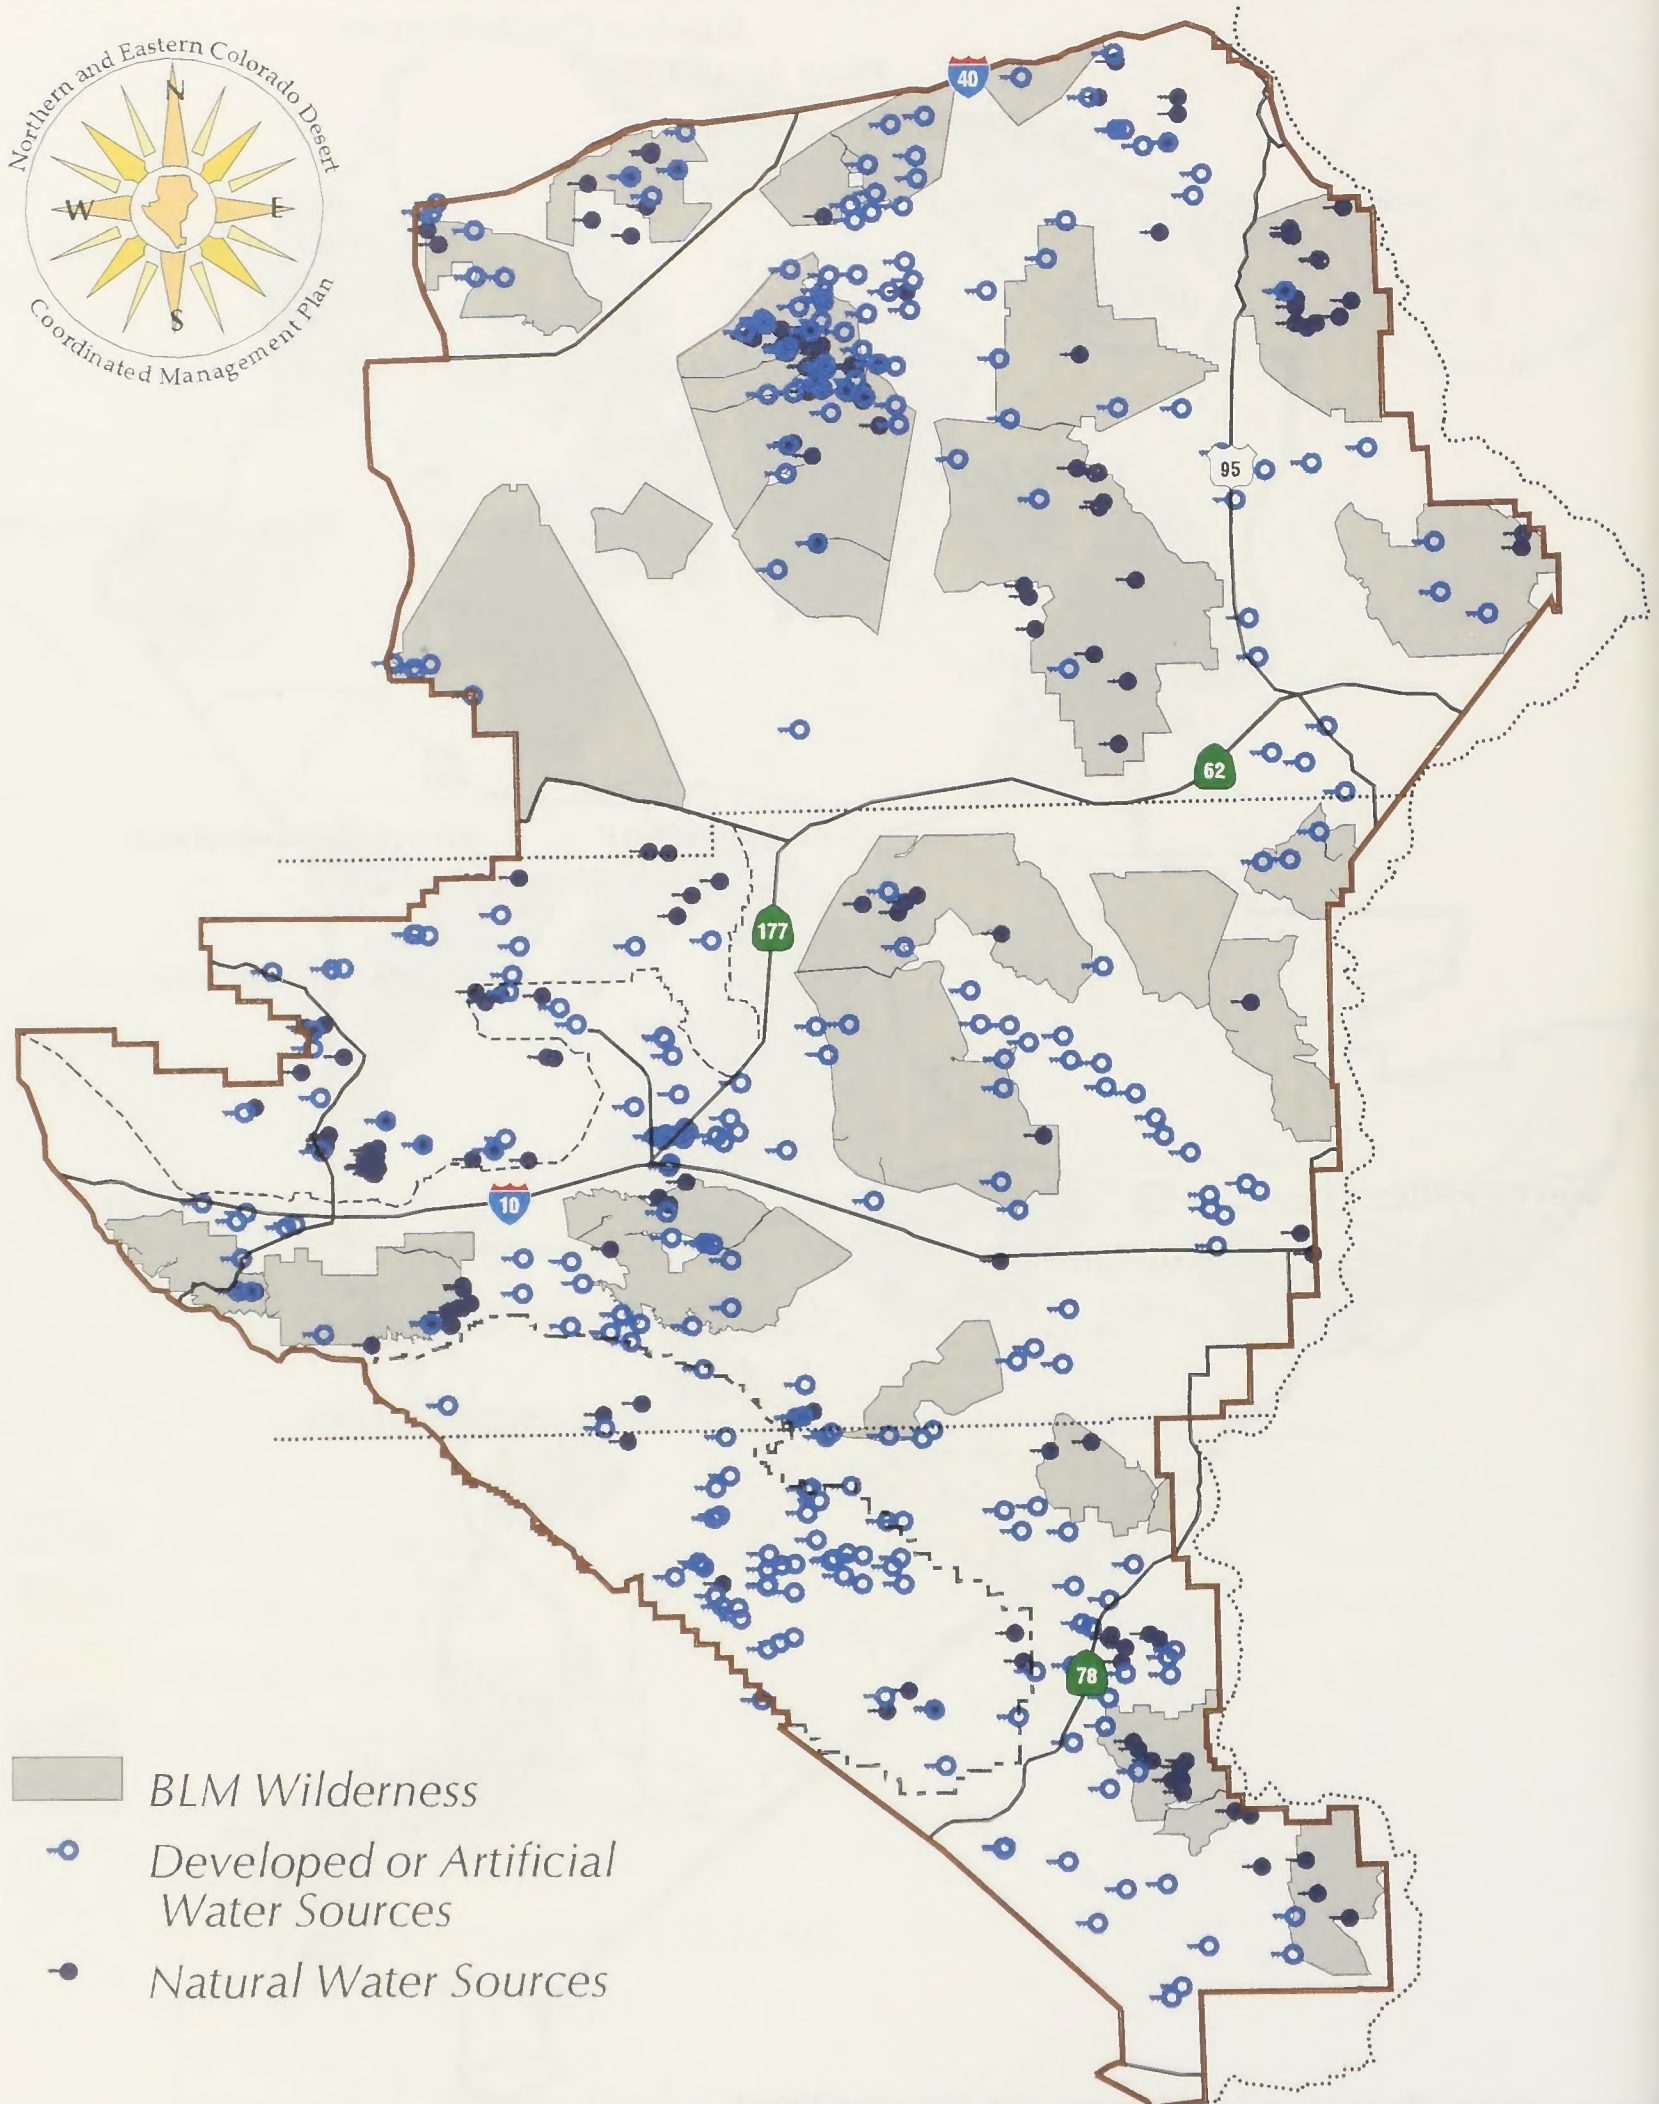 Northern and Eastern Colorado Desert
N
W
E
S
Coordinated Management Plan
40
95
62
177
10
78
BLM Wilderness
Developed or Artificial
Water Sources
Natural Water Sources